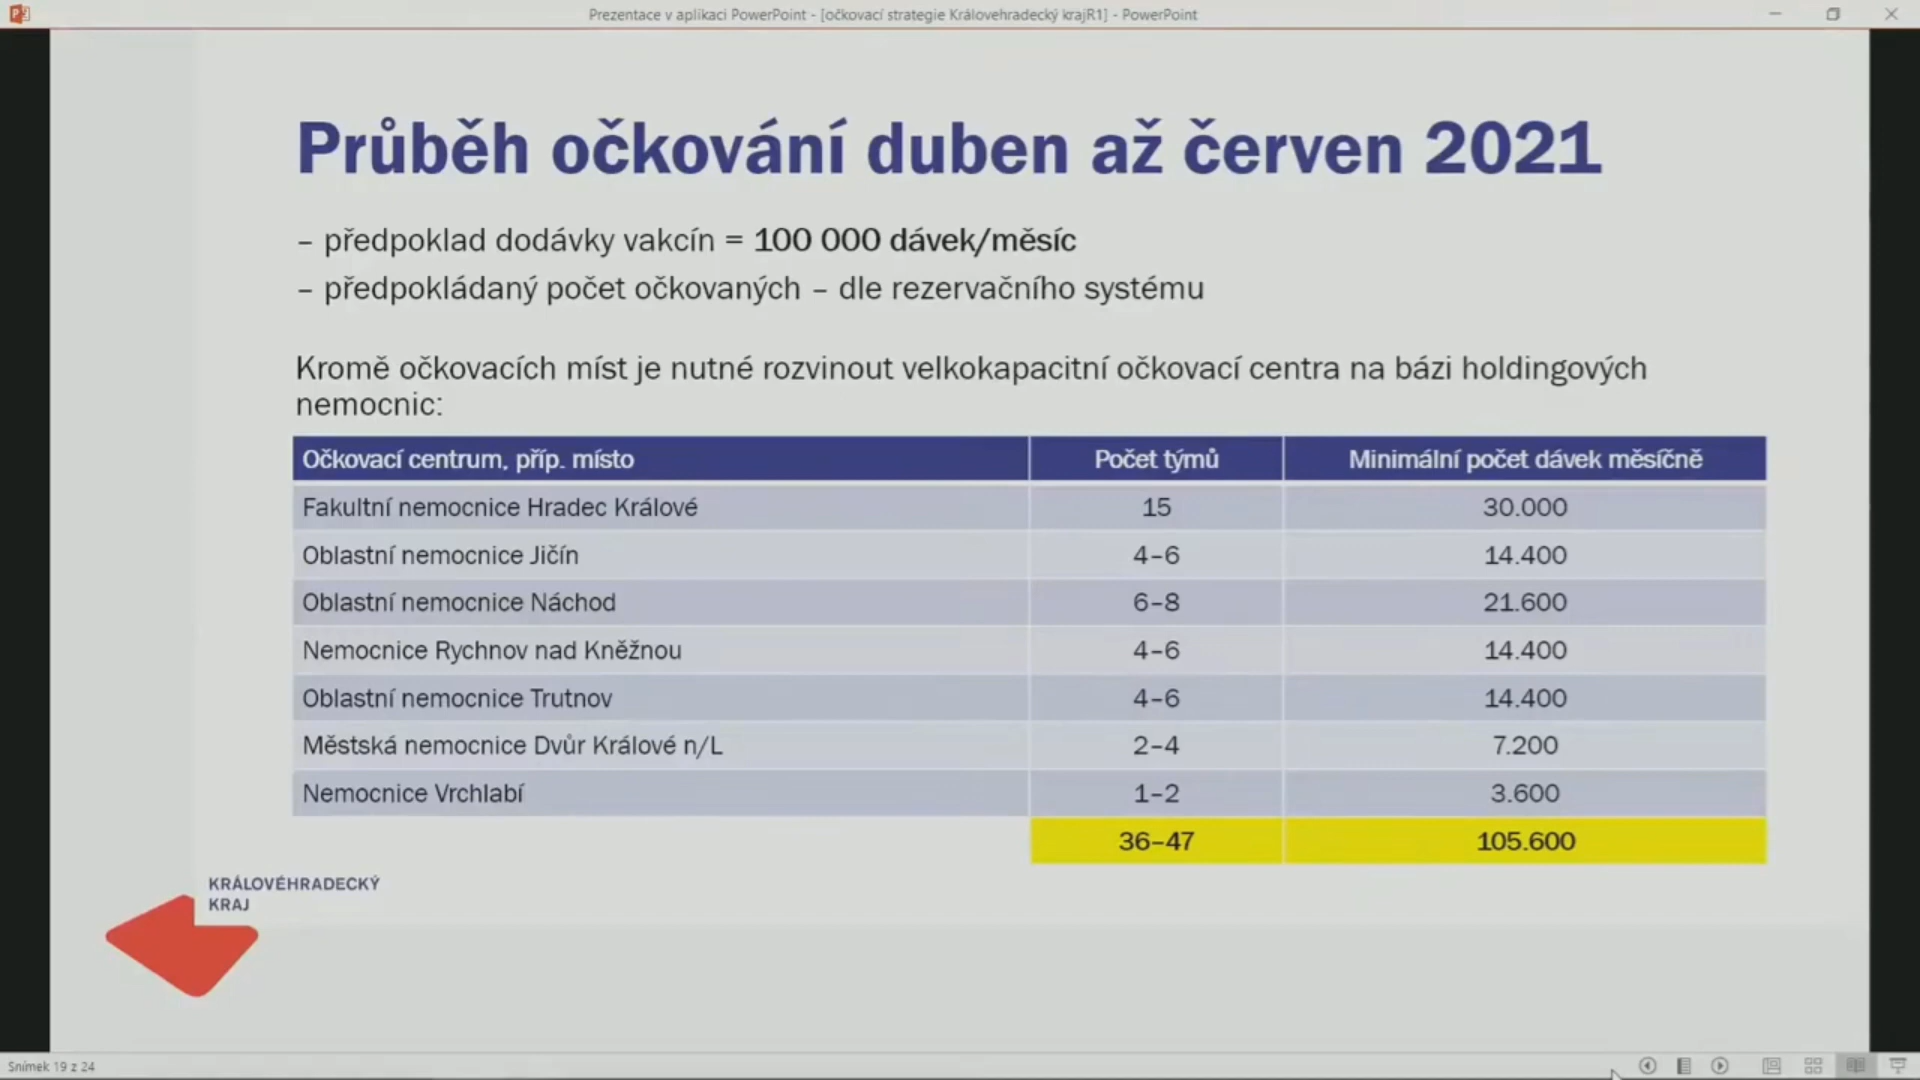 Prezentace v aplikaci PowerPoint - [očkovací strategie Královehradecký krajR1] - PowerPoint
Průběh očkování duben až červen 2021
– předpoklad dodávky vakcín = 100 000 dávek/měsíc
– předpokládaný počet očkovaných – dle rezervačního systému
Kromě očkovacích míst je nutné rozvinout velkokapacitní očkovací centra na bázi holdingových
nemocnic:
Očkovací centrum, příp. místo Počet týmů Minimální počet dávek měsíčně
Fakultní nemocnice Hradec Králové 15 30.000
Oblastní nemocnice Jičín 4–6 14.400
Oblastní nemocnice Náchod 6–8 21.600
Nemocnice Rychnov nad Kněžnou 4–6 14.400
Oblastní nemocnice Trutnov 4–6 14.400
Městská nemocnice Dvůr Králové n/L 2–4 7.200
Nemocnice Vrchlabí 1–2 3.600
36–47 105.600
KRÁLOVÉHRADECKÝ
KRAJ
Snímek 19 z 24